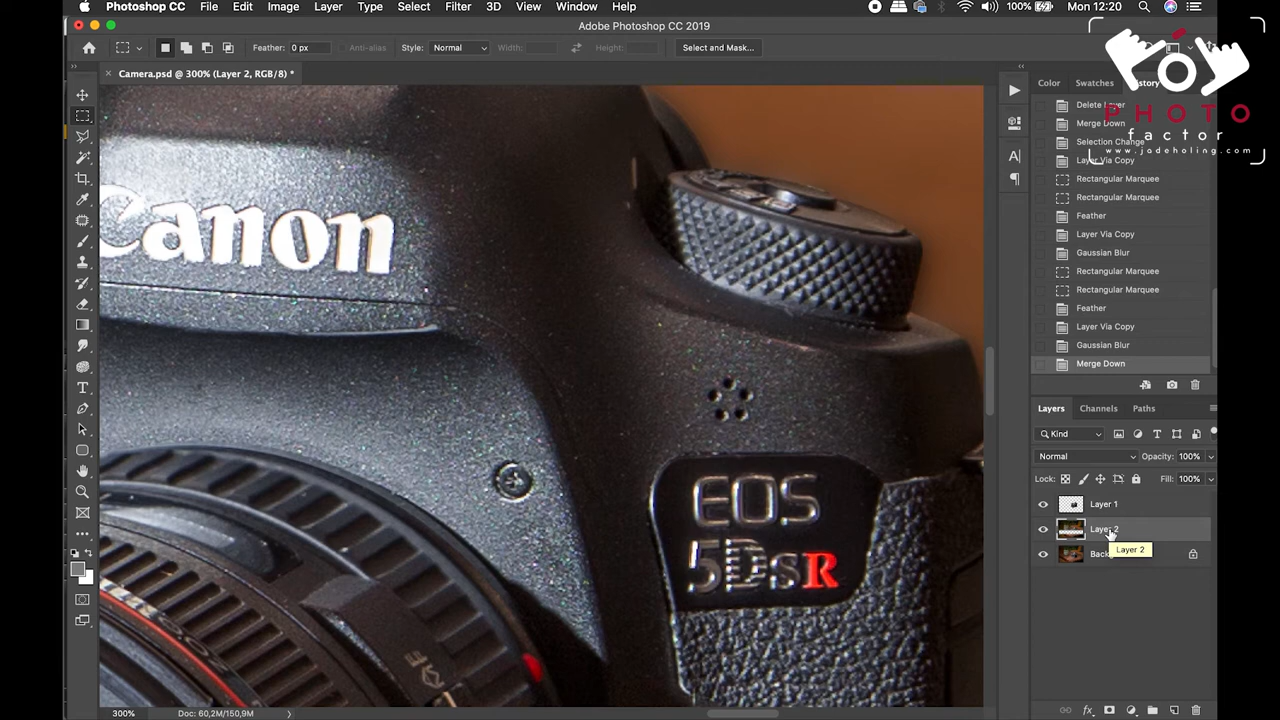 Photoshop CC File Edit Image Layer Type Select Filter 3D View Window Help 100% Mon 12:20
Adobe Photoshop CC 2019
Feather: 0 px Anti-alias Style: Normal Width: Height: Select and Mask...
Camera.psd @ 300% (Layer 2, RGB/8) *
Color Swatches
PHOTO
factor
www.jadeholing.com
Delete Layer
Merge Down
Selection Change
Layer Via Copy
Rectangular Marquee
Rectangular Marquee
Feather
Layer Via Copy
Gaussian Blur
Rectangular Marquee
Rectangular Marquee
Feather
Layer Via Copy
Gaussian Blur
Merge Down
Canon
EOS
5DSR
Layers Channels Paths
Kind
Normal Opacity: 100%
Lock: Fill: 100%
Layer 1
Layer 2
Layer 2
300% Doc: 60,2M/150,9M